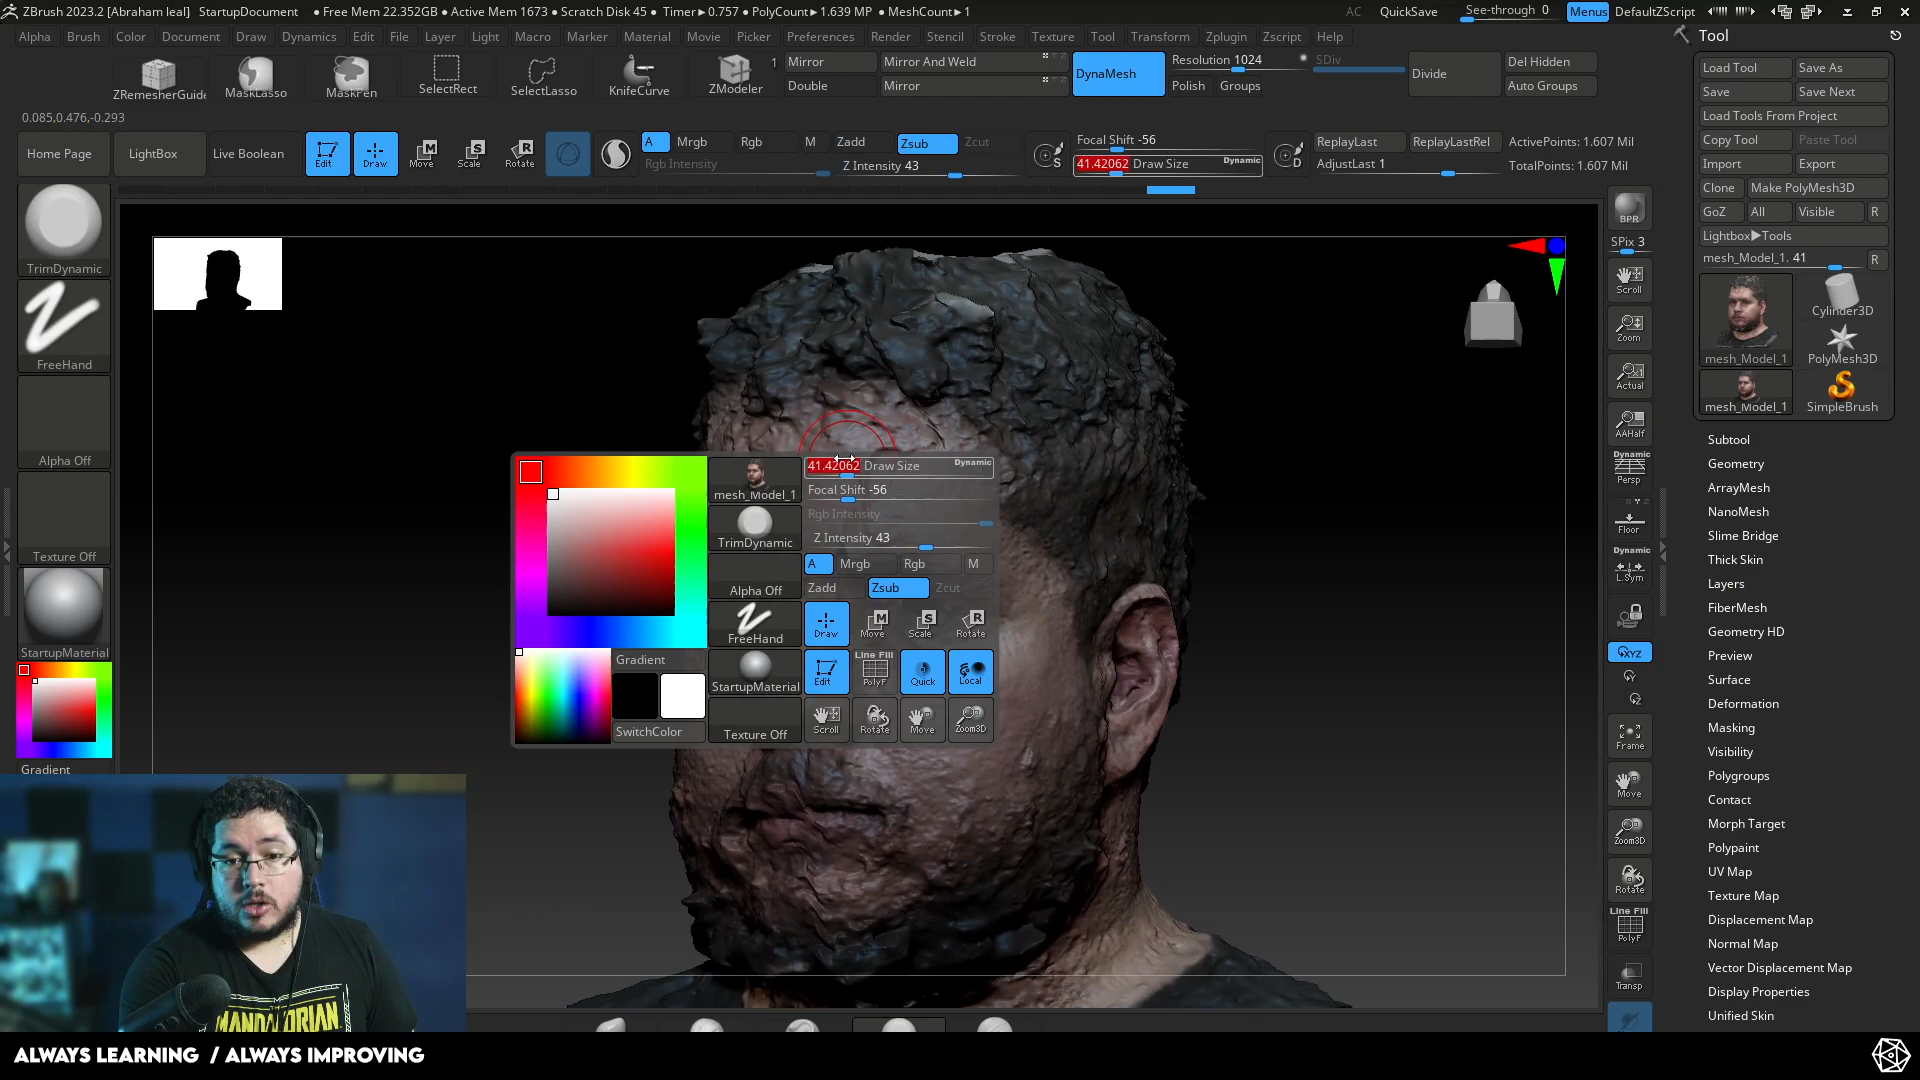 ZBrush 2023.2 [Abraham leal] StartupDocument ● Free Mem 22.352GB ● Active Mem 1673 ● Scratch Disk 45 ● Timer▶0.757 ● PolyCount▶1.639 MP ● MeshCount▶1 AC QuickSave See-through 0 Menus DefaultZScript
Alpha Brush Color Document Draw Dynamics Edit File Layer Light Macro Marker Material Movie Picker Preferences Render Stencil Stroke Texture Tool Transform Zplugin Zscript Help
ZRemesherGuide MaskLasso MaskPen SelectRect SelectLasso KnifeCurve ZModeler 1
Mirror Mirror And Weld
Double Mirror
DynaMesh
Resolution 1024
Polish Groups
SDiv
Divide
Del Hidden
Auto Groups
0.085,0.476,-0.293
Home Page LightBox Live Boolean Edit Draw Move Scale Rotate
A Mrgb Rgb M Zadd Zsub Zcut
Rgb Intensity Z Intensity 43
S
Focal Shift -56
41.42062 Draw Size Dynamic
D
ReplayLast ReplayLastRel ActivePoints: 1.607 Mil
AdjustLast 1 TotalPoints: 1.607 Mil
TrimDynamic
FreeHand
Alpha Off
Texture Off
StartupMaterial
Gradient
mesh_Model_1
TrimDynamic
Alpha Off
FreeHand
StartupMaterial
Texture Off
Gradient
SwitchColor
41.42062 Draw Size Dynamic
Focal Shift -56
Rgb Intensity
Z Intensity 43
A Mrgb Rgb M
Zadd Zsub Zcut
Draw Move Scale Rotate
Edit Line Fill PolyF Quick Local
Scroll Rotate Move Zoom3D
BPR
SPix 3
Scroll
Zoom
Actual
AAHalf
Dynamic
Persp
Floor
Dynamic
L.Sym
XYZ
Frame
Move
Zoom3D
Rotate
Line Fill
PolyF
Transp
Tool
Load Tool Save As
Save Save Next
Load Tools From Project
Copy Tool Paste Tool
Import Export
Clone Make PolyMesh3D
GoZ All Visible R
Lightbox▶Tools
mesh_Model_1. 41 R
mesh_Model_1 Cylinder3D
PolyMesh3D
mesh_Model_1 SimpleBrush
Subtool
Geometry
ArrayMesh
NanoMesh
Slime Bridge
Thick Skin
Layers
FiberMesh
Geometry HD
Preview
Surface
Deformation
Masking
Visibility
Polygroups
Contact
Morph Target
Polypaint
UV Map
Texture Map
Displacement Map
Normal Map
Vector Displacement Map
Display Properties
Unified Skin
MANDALORIAN
ALWAYS LEARNING / ALWAYS IMPROVING